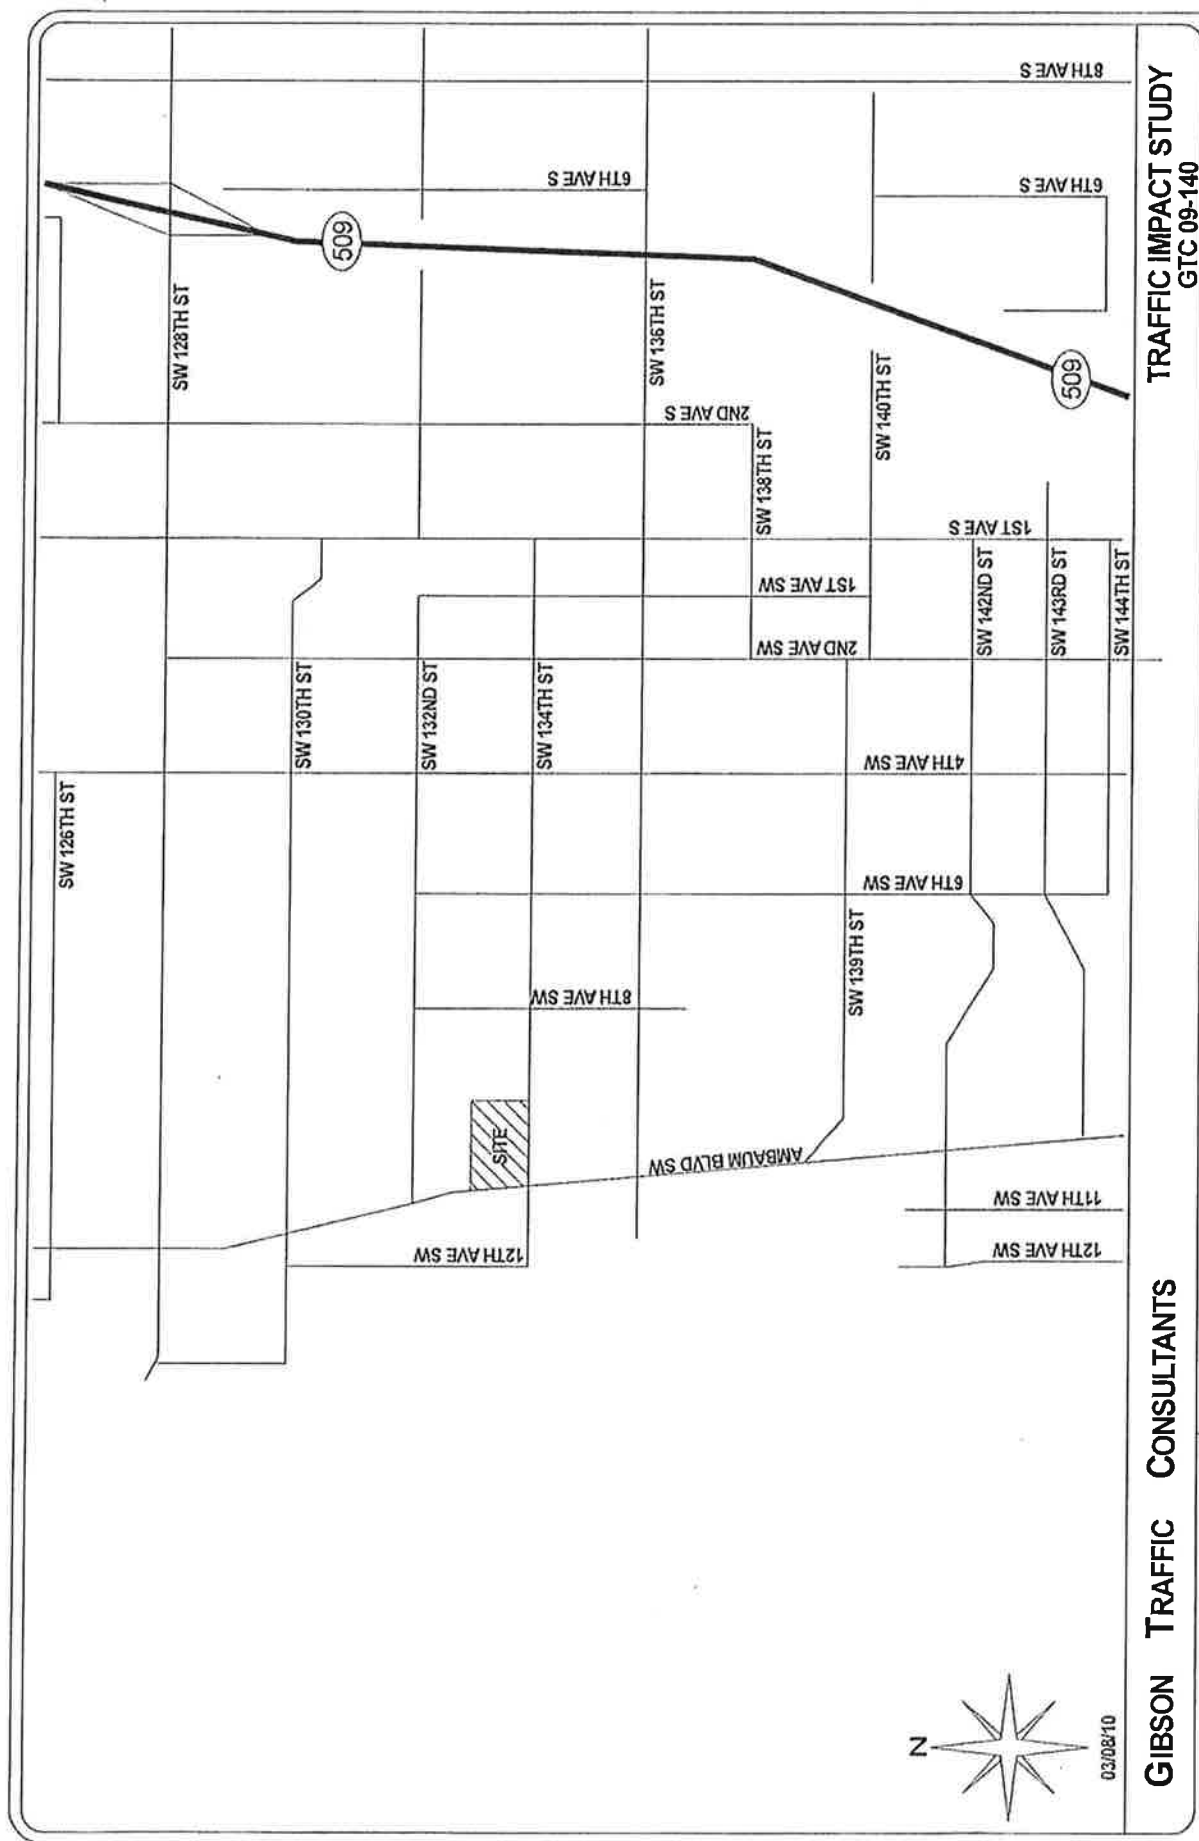 SW 126TH ST
SW 128TH ST
SW 130TH ST
509
SW 132ND ST
12TH AVE SW
SITE
SW 134TH ST
8TH AVE SW
6TH AVE S
SW 136TH ST
AMBAUM BLVD SW
2ND AVE S
SW 138TH ST
2ND AVE SW
1ST AVE SW
SW 139TH ST
SW 140TH ST
6TH AVE SW
4TH AVE SW
1ST AVE S
SW 142ND ST
N
12TH AVE SW
11TH AVE SW
SW 143RD ST
509
6TH AVE S
8TH AVE S
SW 144TH ST
03/08/10
GIBSON TRAFFIC CONSULTANTS
TRAFFIC IMPACT STUDY
GTC 09-140